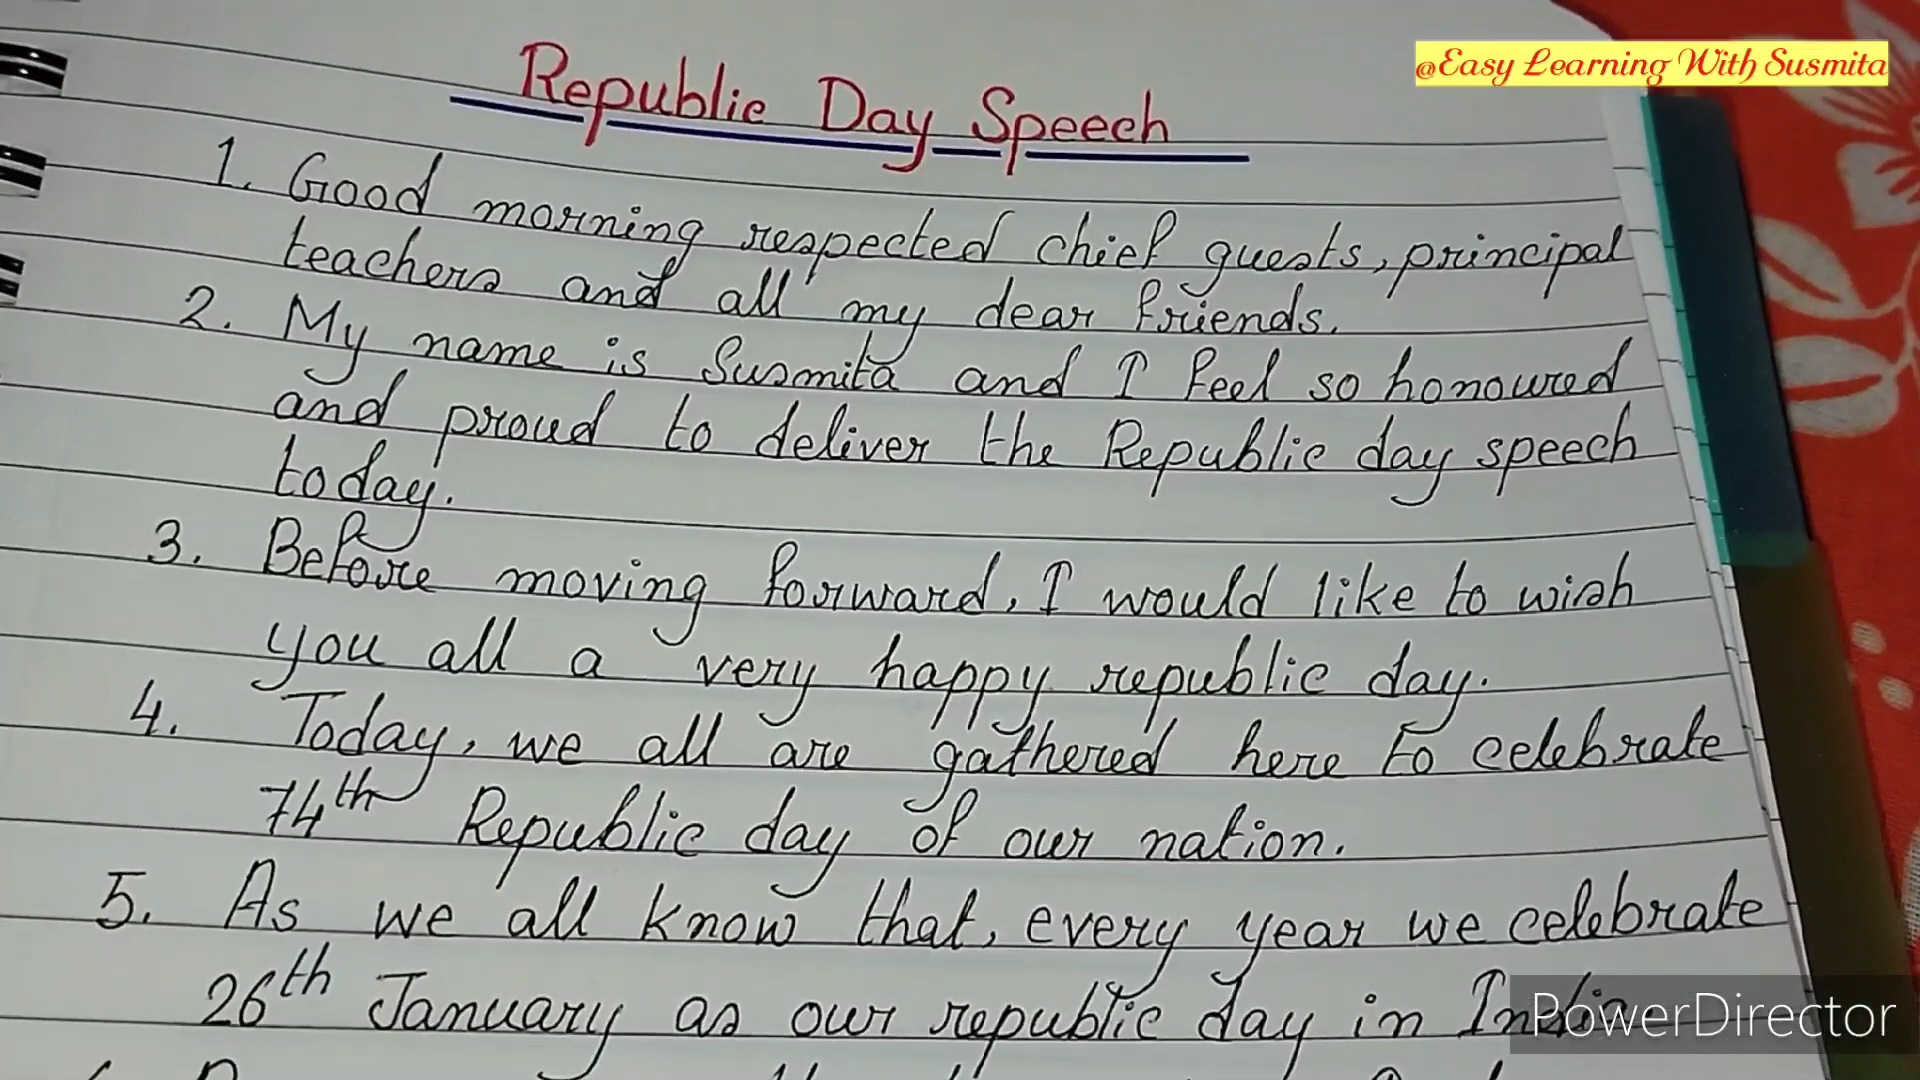 @Easy Learning With Susmita
Republic Day Speech
1. Good morning respected chief guests, principal
teachers and all my dear friends.
2. My name is Susmita and I feel so honoured
and proud to deliver the Republic day speech
today.
3. Before moving forward, I would like to wish
you all a very happy republic day.
4. Today, we all are gathered here to celebrate
74th Republic day of our nation.
5. As we all know that, every year we celebrate
26th January as our republic day in India
PowerDirector